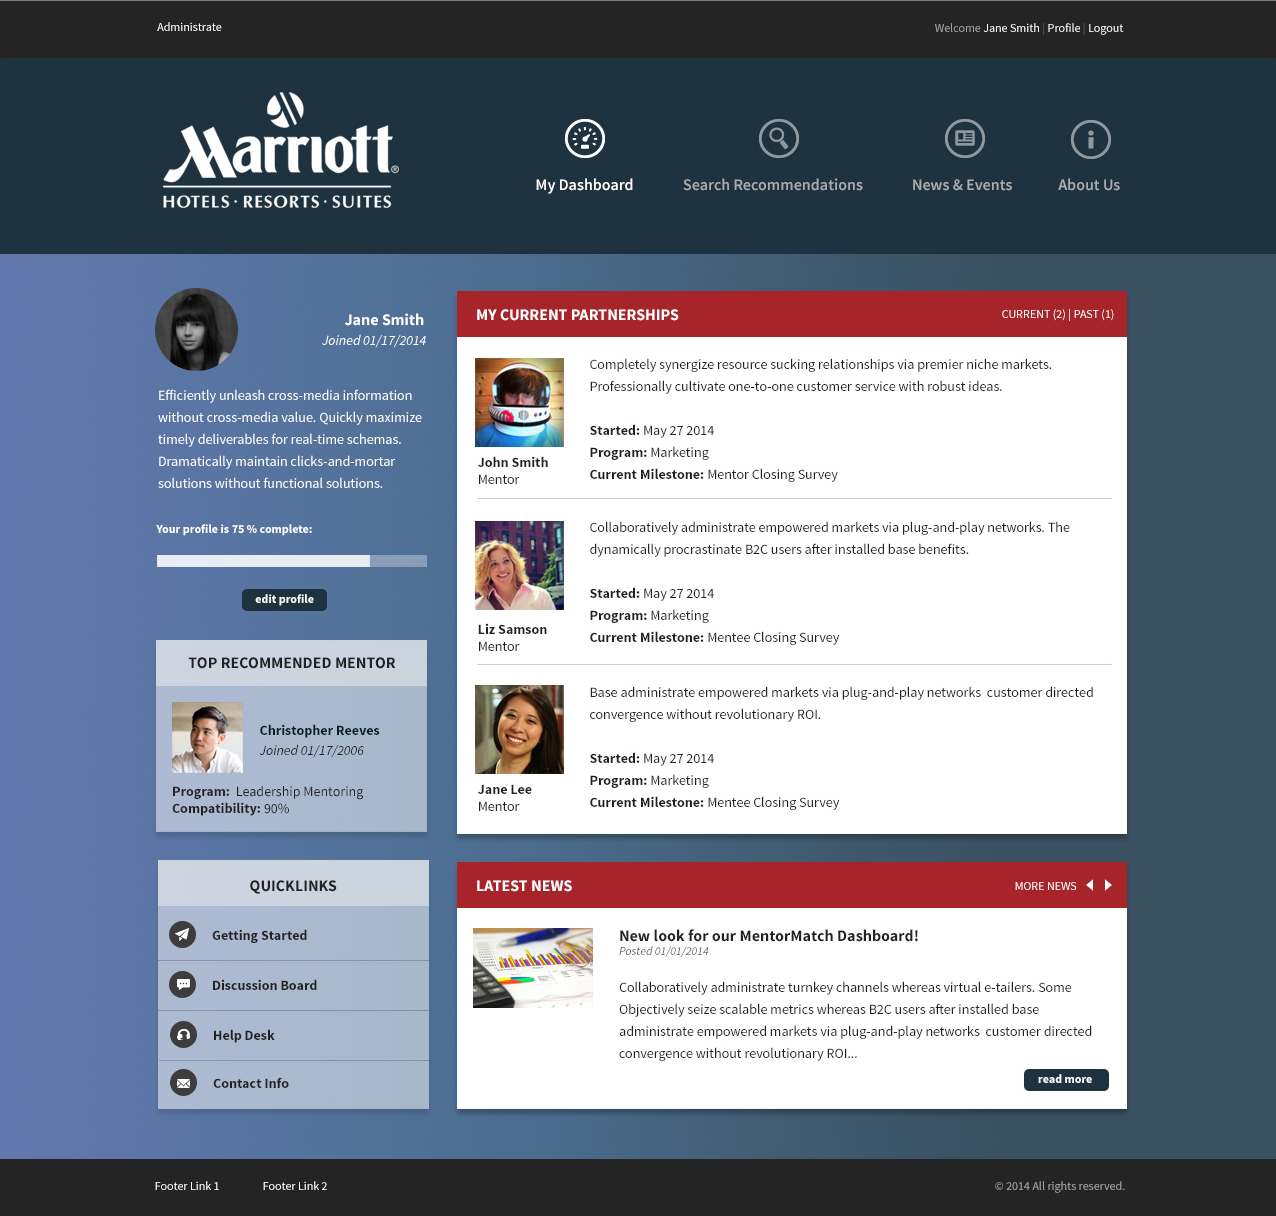 Administrate
Welcome Jane Smith | Profile | Logout
Marriott®
HOTELS · RESORTS · SUITES
My Dashboard
Search Recommendations
News & Events
About Us
Jane Smith
Joined 01/17/2014
Efficiently unleash cross-media information
without cross-media value. Quickly maximize
timely deliverables for real-time schemas.
Dramatically maintain clicks-and-mortar
solutions without functional solutions.
Your profile is 75 % complete:
edit profile
TOP RECOMMENDED MENTOR
Christopher Reeves
Joined 01/17/2006
Program: Leadership Mentoring
Compatibility: 90%
QUICKLINKS
Getting Started
Discussion Board
Help Desk
Contact Info
MY CURRENT PARTNERSHIPS
CURRENT (2) | PAST (1)
Completely synergize resource sucking relationships via premier niche markets.
Professionally cultivate one-to-one customer service with robust ideas.
Started: May 27 2014
Program: Marketing
Current Milestone: Mentor Closing Survey
John Smith
Mentor
Collaboratively administrate empowered markets via plug-and-play networks. The
dynamically procrastinate B2C users after installed base benefits.
Started: May 27 2014
Program: Marketing
Current Milestone: Mentee Closing Survey
Liz Samson
Mentor
Base administrate empowered markets via plug-and-play networks customer directed
convergence without revolutionary ROI.
Started: May 27 2014
Program: Marketing
Current Milestone: Mentee Closing Survey
Jane Lee
Mentor
LATEST NEWS
MORE NEWS
New look for our MentorMatch Dashboard!
Posted 01/01/2014
Collaboratively administrate turnkey channels whereas virtual e-tailers. Some
Objectively seize scalable metrics whereas B2C users after installed base
administrate empowered markets via plug-and-play networks customer directed
convergence without revolutionary ROI...
read more
Footer Link 1
Footer Link 2
© 2014 All rights reserved.